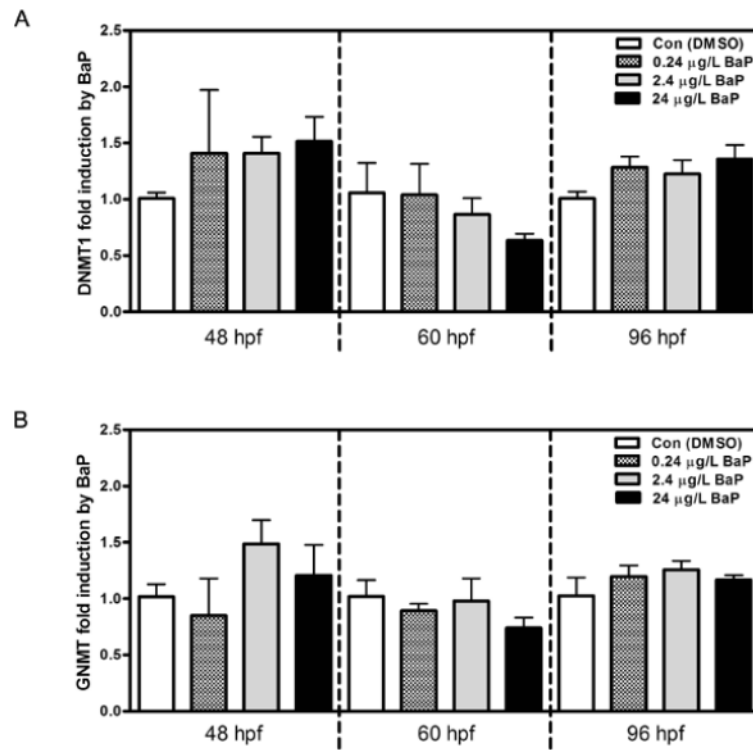 A
DNMT1 fold induction by BaP
2.5
2.0
1.5
1.0
0.5
0.0
Con (DMSO)
0.24 μg/L BaP
2.4 μg/L BaP
24 μg/L BaP
48 hpf
60 hpf
96 hpf
B
GNMT fold induction by BaP
2.5
2.0
1.5
1.0
0.5
0.0
Con (DMSO)
0.24 μg/L BaP
2.4 μg/L BaP
24 μg/L BaP
48 hpf
60 hpf
96 hpf